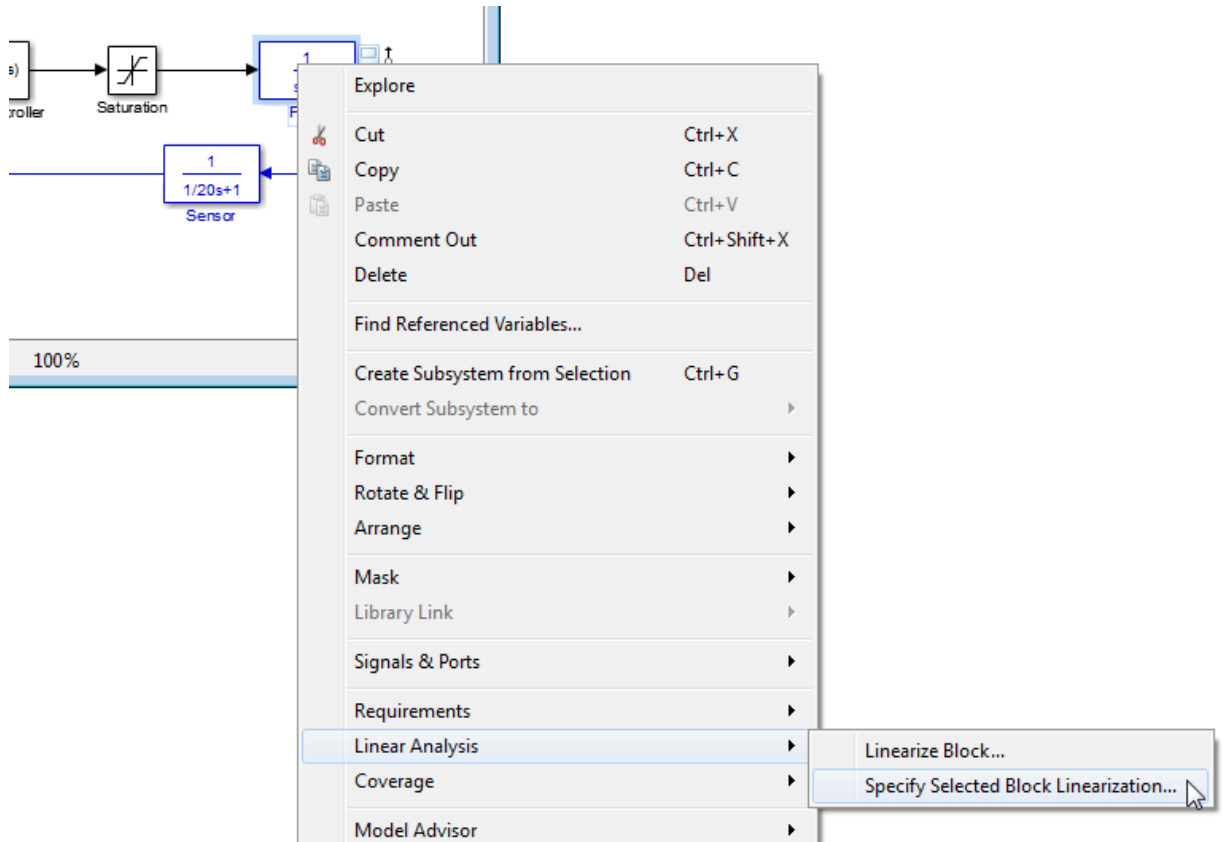 s)
roller
Saturation
1
s
F
1
1/20s+1
Sensor
100%
Explore
Cut Ctrl+X
Copy Ctrl+C
Paste Ctrl+V
Comment Out Ctrl+Shift+X
Delete Del
Find Referenced Variables...
Create Subsystem from Selection Ctrl+G
Convert Subsystem to
Format
Rotate & Flip
Arrange
Mask
Library Link
Signals & Ports
Requirements
Linear Analysis
Coverage
Model Advisor
Linearize Block...
Specify Selected Block Linearization...